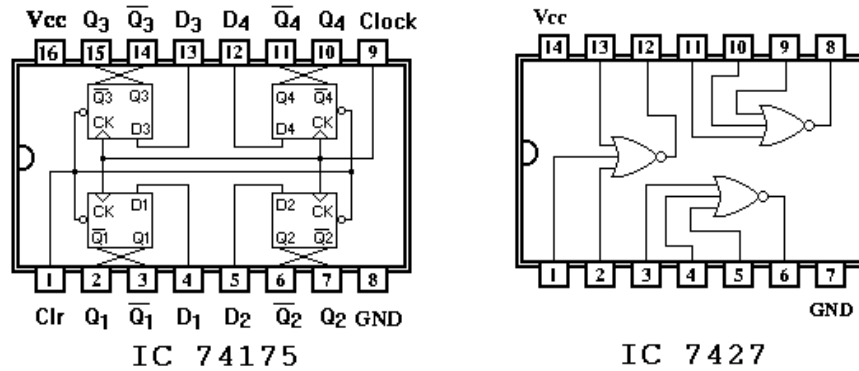 Vcc Q3 Q̅3 D3 D4 Q̅4 Q4 Clock
16 15 14 13 12 11 10 9
Q̅3 Q3 Q4 Q̅4
CK D3 D4 CK
CK D1 D2 CK
Q̅1 Q1 Q2 Q̅2
1 2 3 4 5 6 7 8
Clr Q1 Q̅1 D1 D2 Q̅2 Q2 GND
IC 74175
Vcc
14 13 12 11 10 9 8
1 2 3 4 5 6 7
GND
IC 7427